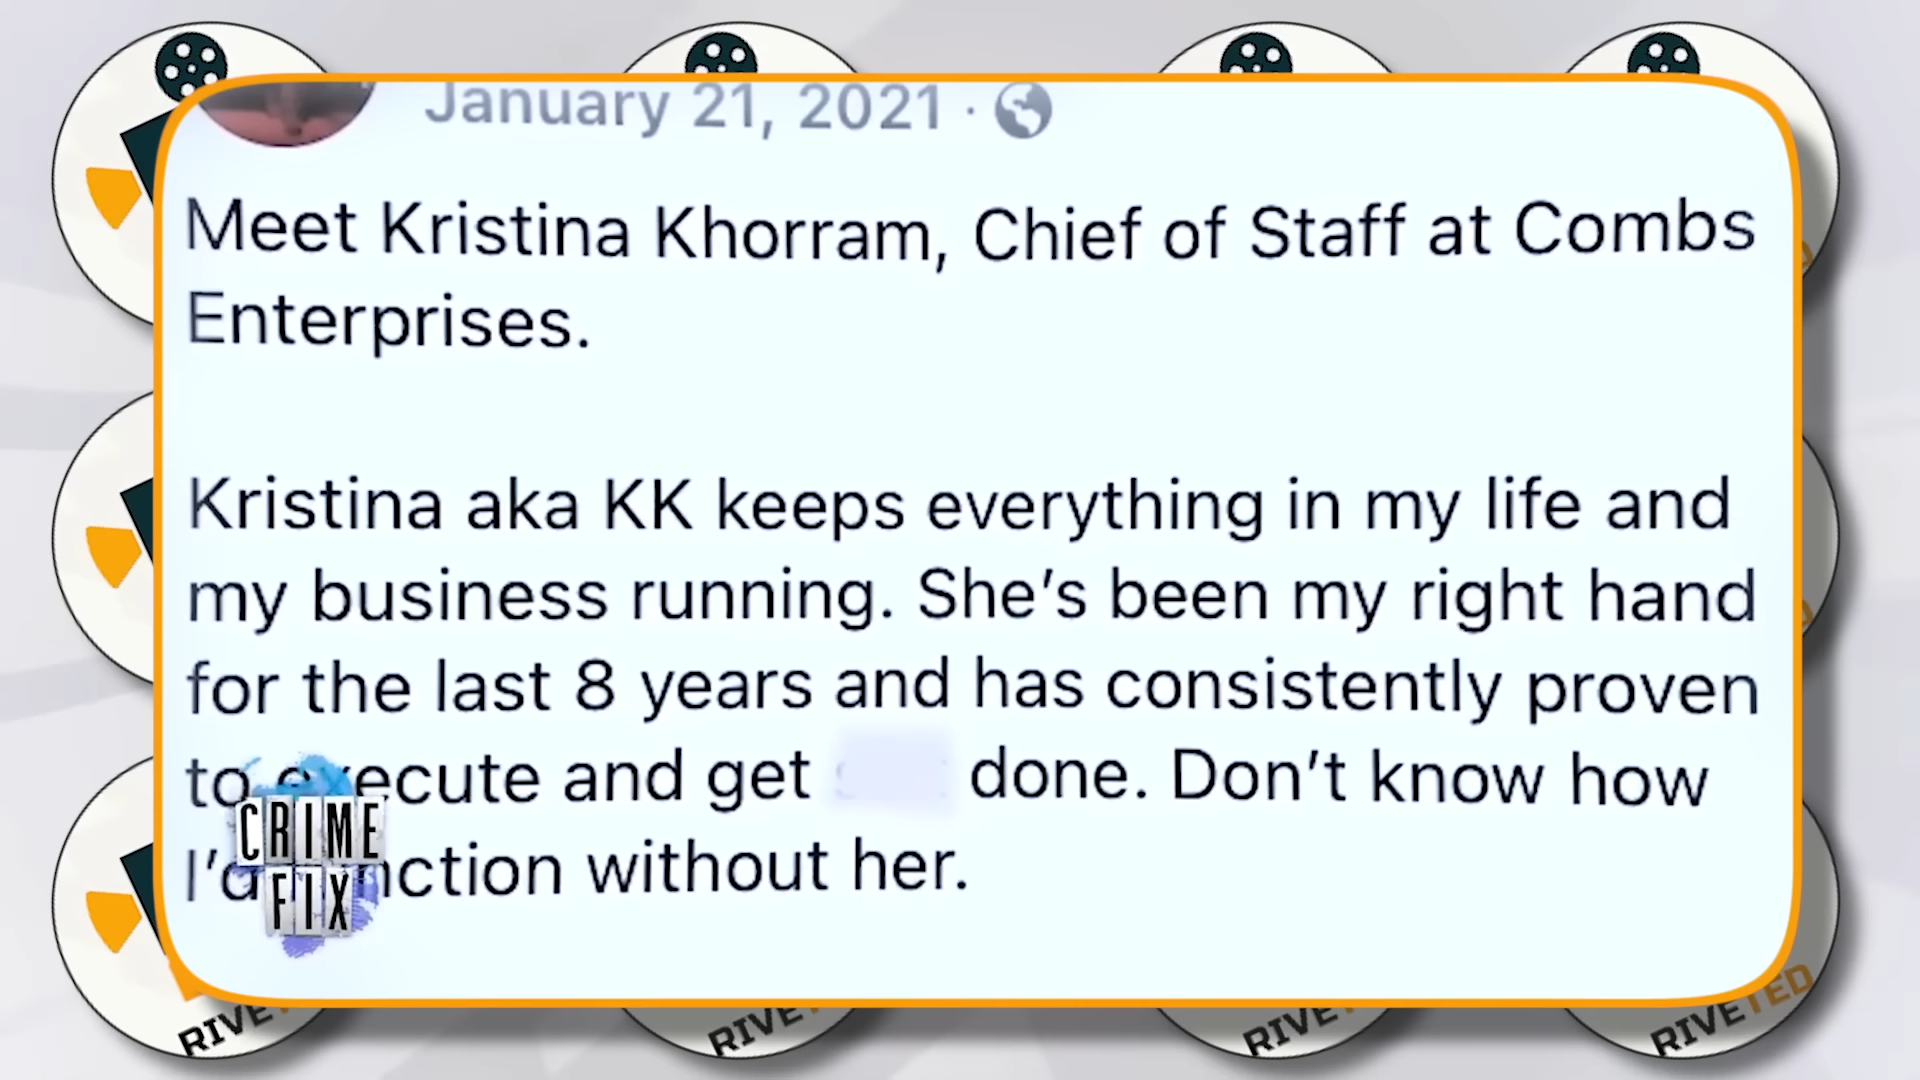 January 21, 2021 ·
Meet Kristina Khorram, Chief of Staff at Combs
Enterprises.
Kristina aka KK keeps everything in my life and
my business running. She’s been my right hand
for the last 8 years and has consistently proven
to execute and get done. Don’t know how
without her.
CRIME
FIX
RIVE
RIVE
RIVE
RIVETED